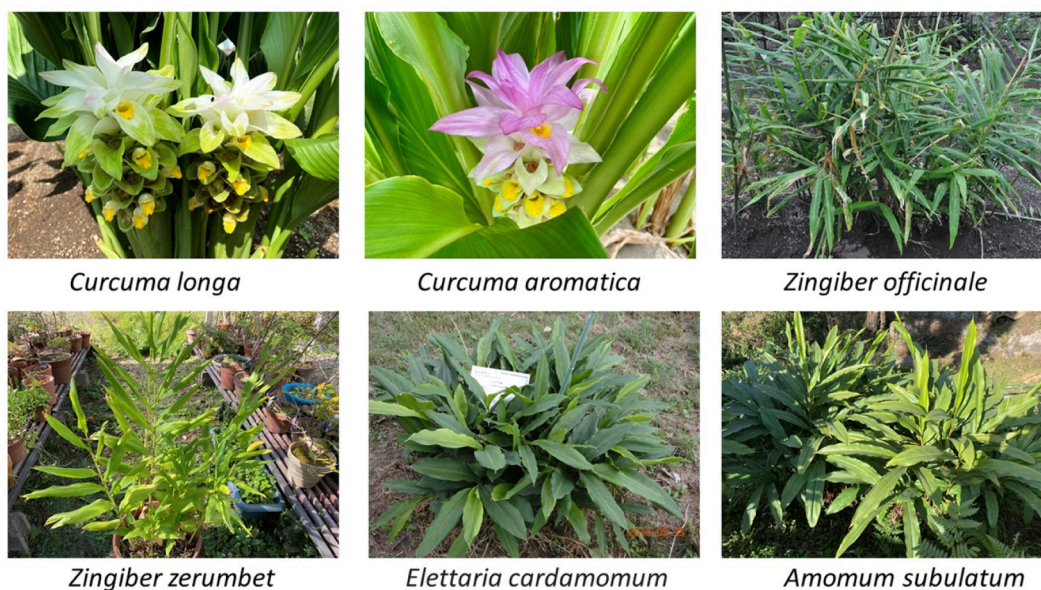 Curcuma longa
Curcuma aromatica
Zingiber officinale
Zingiber zerumbet
Elettaria cardamomum
Amomum subulatum